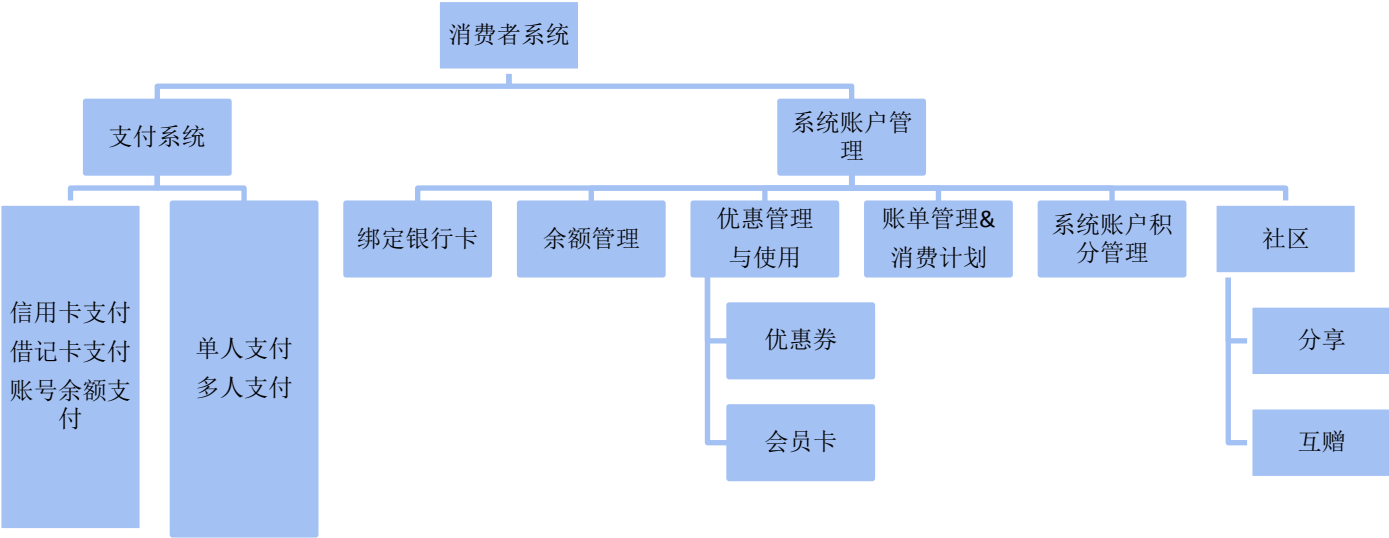 消费者系统
支付系统
系统账户管
理
信用卡支付
借记卡支付
账号余额支
付
单人支付
多人支付
绑定银行卡
余额管理
优惠管理
与使用
账单管理&
消费计划
系统账户积
分管理
社区
优惠券
会员卡
分享
互赠